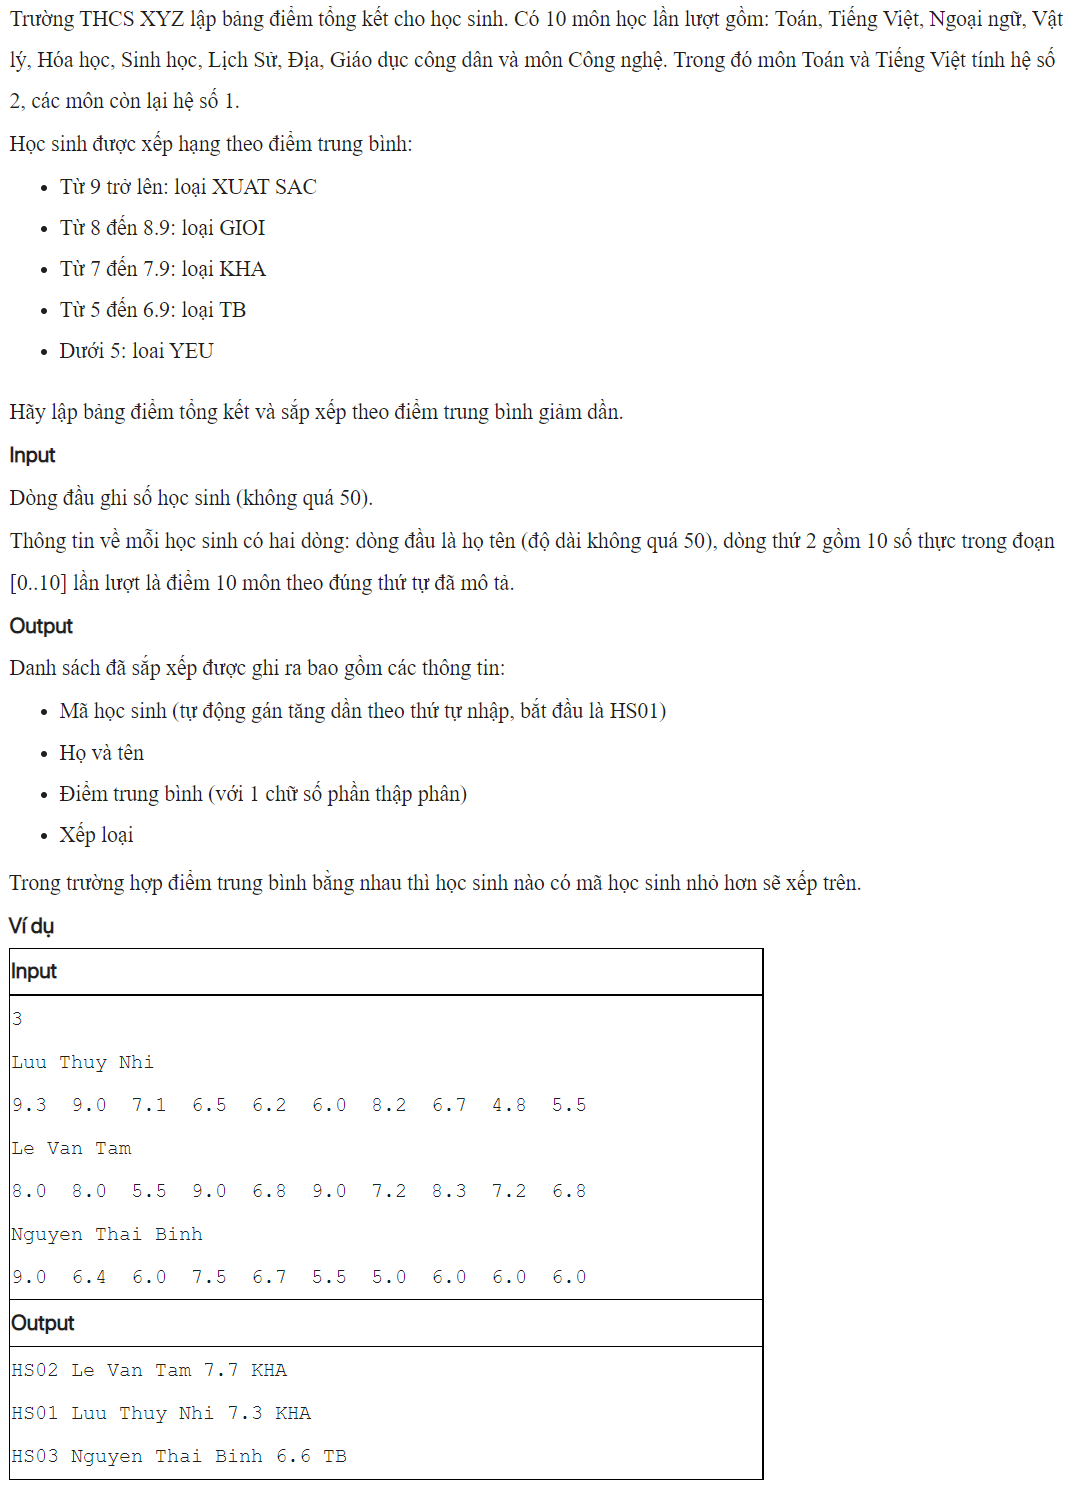 Trường THCS XYZ lập bảng điểm tổng kết cho học sinh. Có 10 môn học lần lượt gồm: Toán, Tiếng Việt, Ngoại ngữ, Vật
lý, Hóa học, Sinh học, Lịch Sử, Địa, Giáo dục công dân và môn Công nghệ. Trong đó môn Toán và Tiếng Việt tính hệ số
2, các môn còn lại hệ số 1.
Học sinh được xếp hạng theo điểm trung bình:
• Từ 9 trở lên: loại XUAT SAC
• Từ 8 đến 8.9: loại GIOI
• Từ 7 đến 7.9: loại KHA
• Từ 5 đến 6.9: loại TB
• Dưới 5: loai YEU
Hãy lập bảng điểm tổng kết và sắp xếp theo điểm trung bình giảm dần.
Input
Dòng đầu ghi số học sinh (không quá 50).
Thông tin về mỗi học sinh có hai dòng: dòng đầu là họ tên (độ dài không quá 50), dòng thứ 2 gồm 10 số thực trong đoạn
[0..10] lần lượt là điểm 10 môn theo đúng thứ tự đã mô tả.
Output
Danh sách đã sắp xếp được ghi ra bao gồm các thông tin:
• Mã học sinh (tự động gán tăng dần theo thứ tự nhập, bắt đầu là HS01)
• Họ và tên
• Điểm trung bình (với 1 chữ số phần thập phân)
• Xếp loại
Trong trường hợp điểm trung bình bằng nhau thì học sinh nào có mã học sinh nhỏ hơn sẽ xếp trên.
Ví dụ
Input
3
Luu Thuy Nhi
9.3 9.0 7.1 6.5 6.2 6.0 8.2 6.7 4.8 5.5
Le Van Tam
8.0 8.0 5.5 9.0 6.8 9.0 7.2 8.3 7.2 6.8
Nguyen Thai Binh
9.0 6.4 6.0 7.5 6.7 5.5 5.0 6.0 6.0 6.0
Output
HS02 Le Van Tam 7.7 KHA
HS01 Luu Thuy Nhi 7.3 KHA
HS03 Nguyen Thai Binh 6.6 TB